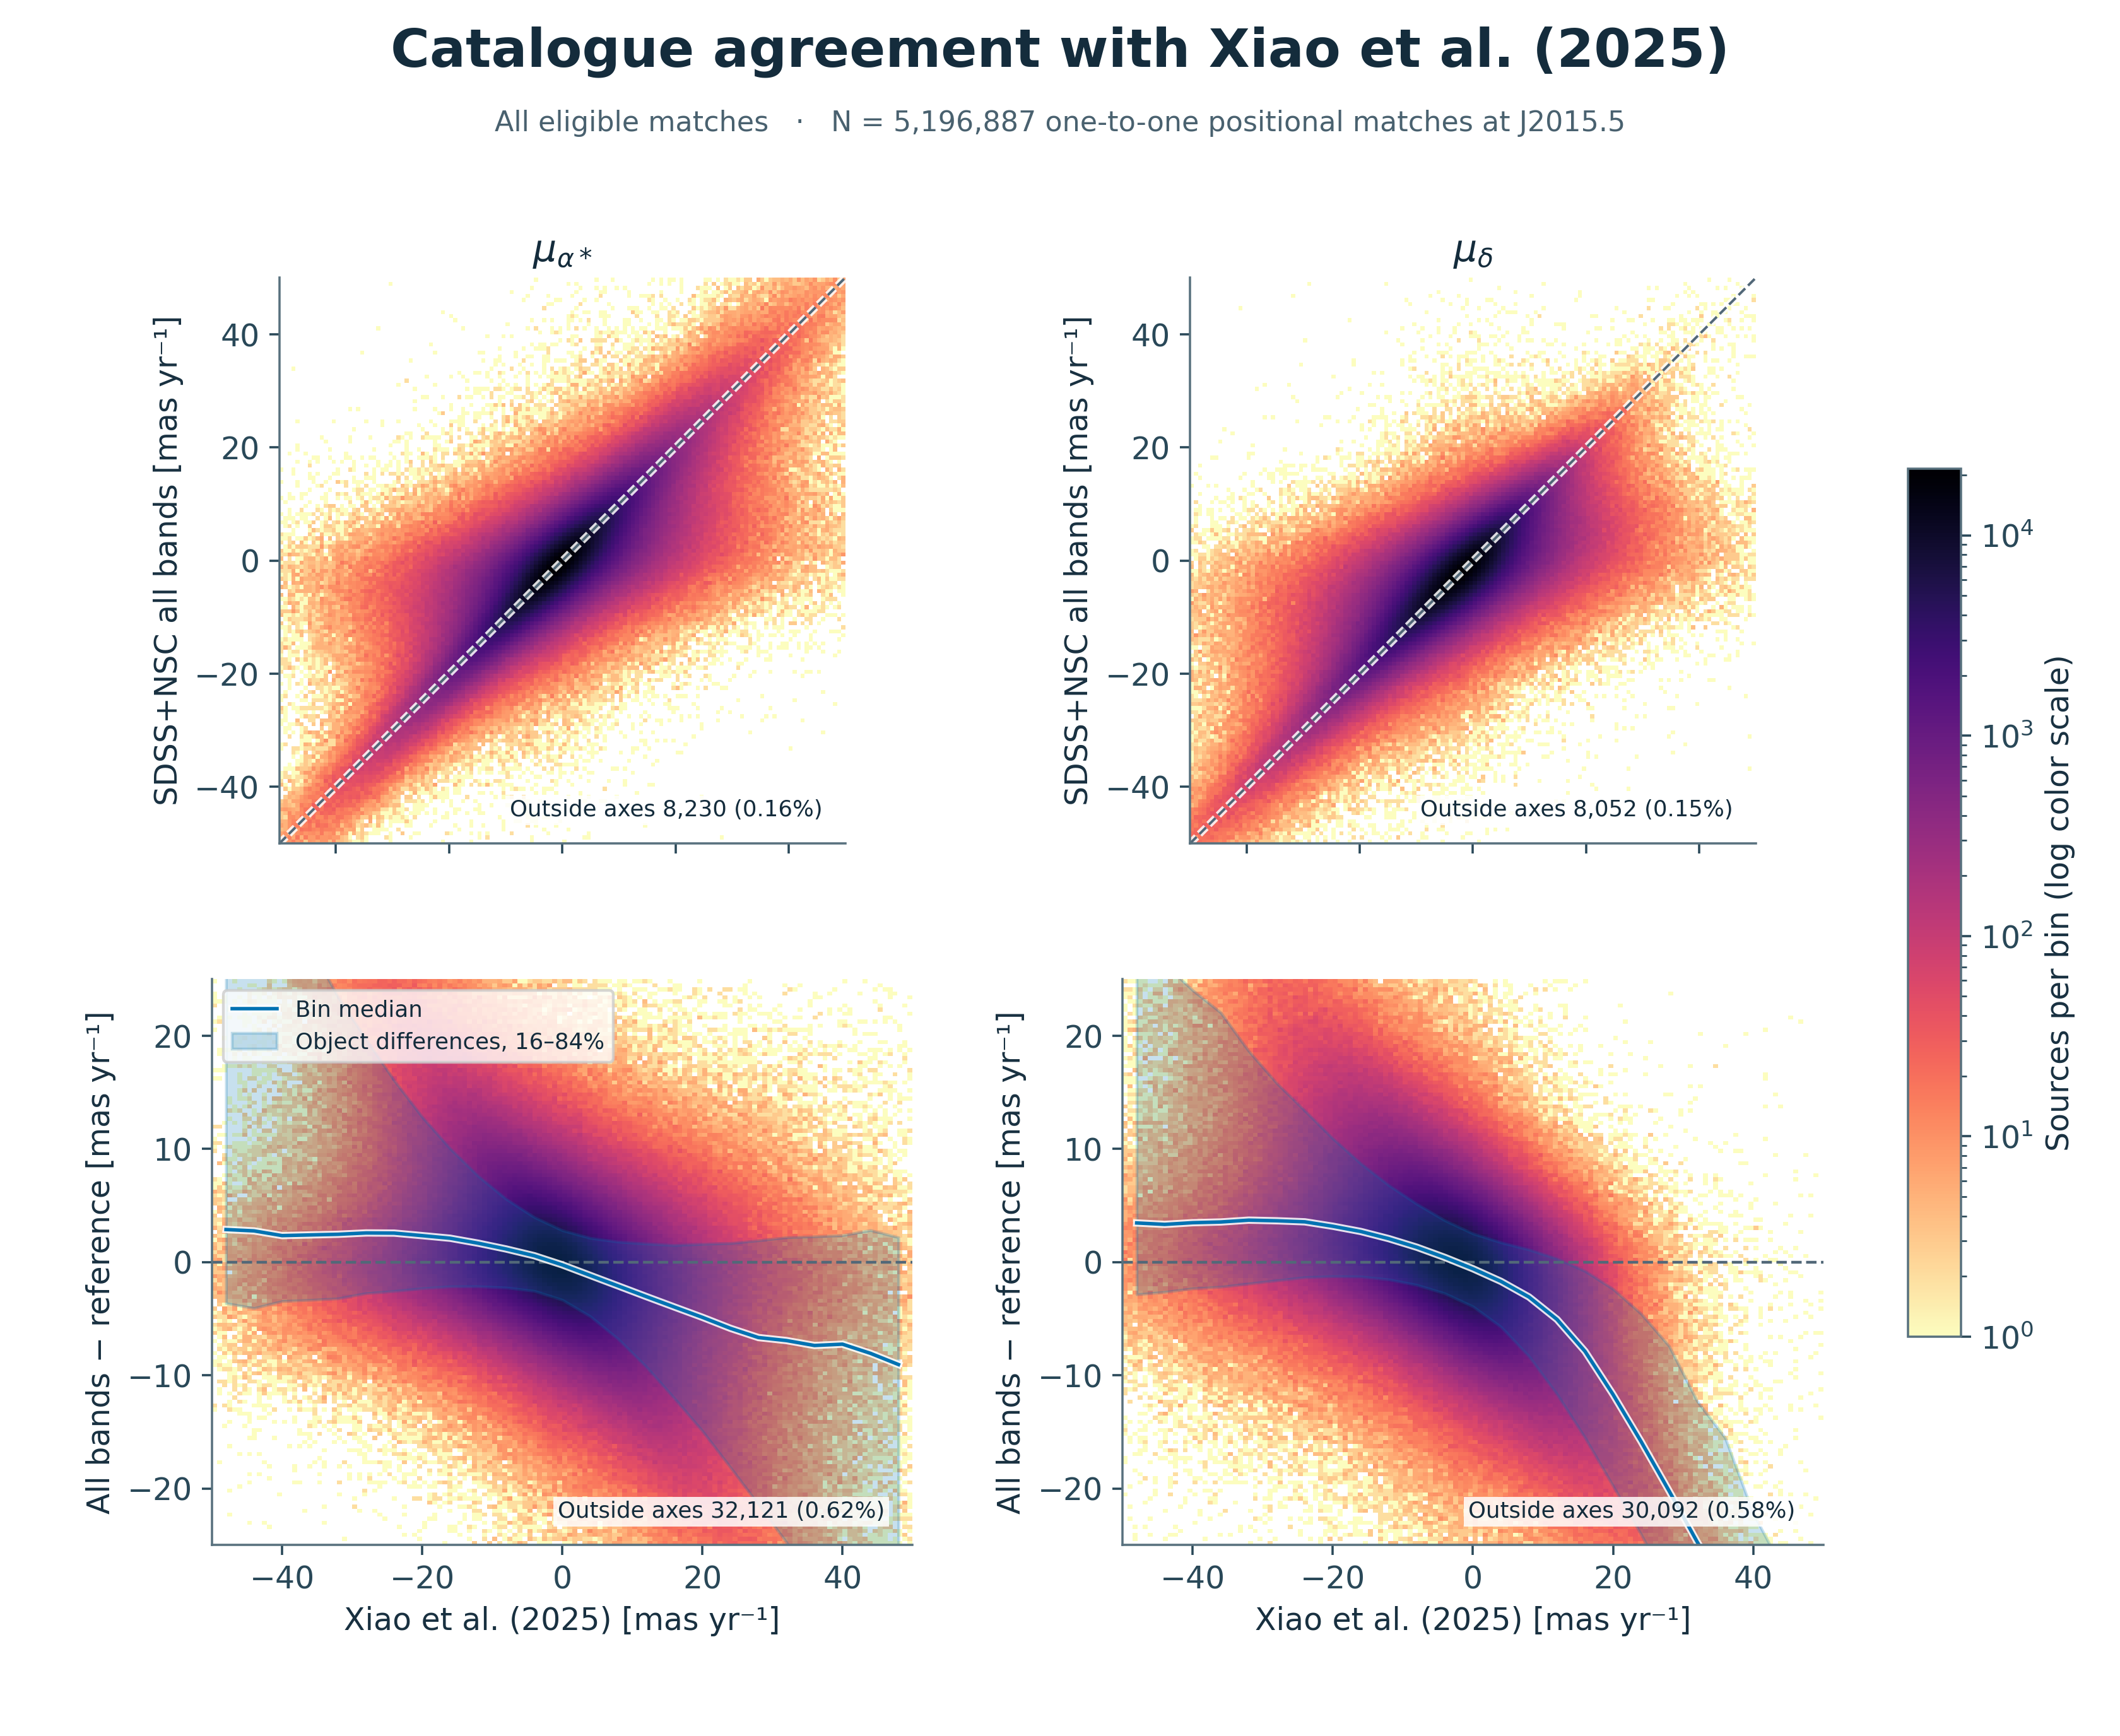 Catalogue agreement with Xiao et al. (2025)
All eligible matches · N = 5,196,887 one-to-one positional matches at J2015.5
μα*
SDSS+NSC all bands [mas yr⁻¹]
40
20
0
−20
−40
Outside axes 8,230 (0.16%)
μδ
SDSS+NSC all bands [mas yr⁻¹]
40
20
0
−20
−40
Outside axes 8,052 (0.15%)
All bands − reference [mas yr⁻¹]
20
10
0
−10
−20
Bin median
Object differences, 16–84%
Outside axes 32,121 (0.62%)
−40 −20 0 20 40
Xiao et al. (2025) [mas yr⁻¹]
All bands − reference [mas yr⁻¹]
20
10
0
−10
−20
Outside axes 30,092 (0.58%)
−40 −20 0 20 40
Xiao et al. (2025) [mas yr⁻¹]
10⁴
10³
10²
10¹
10⁰
Sources per bin (log color scale)